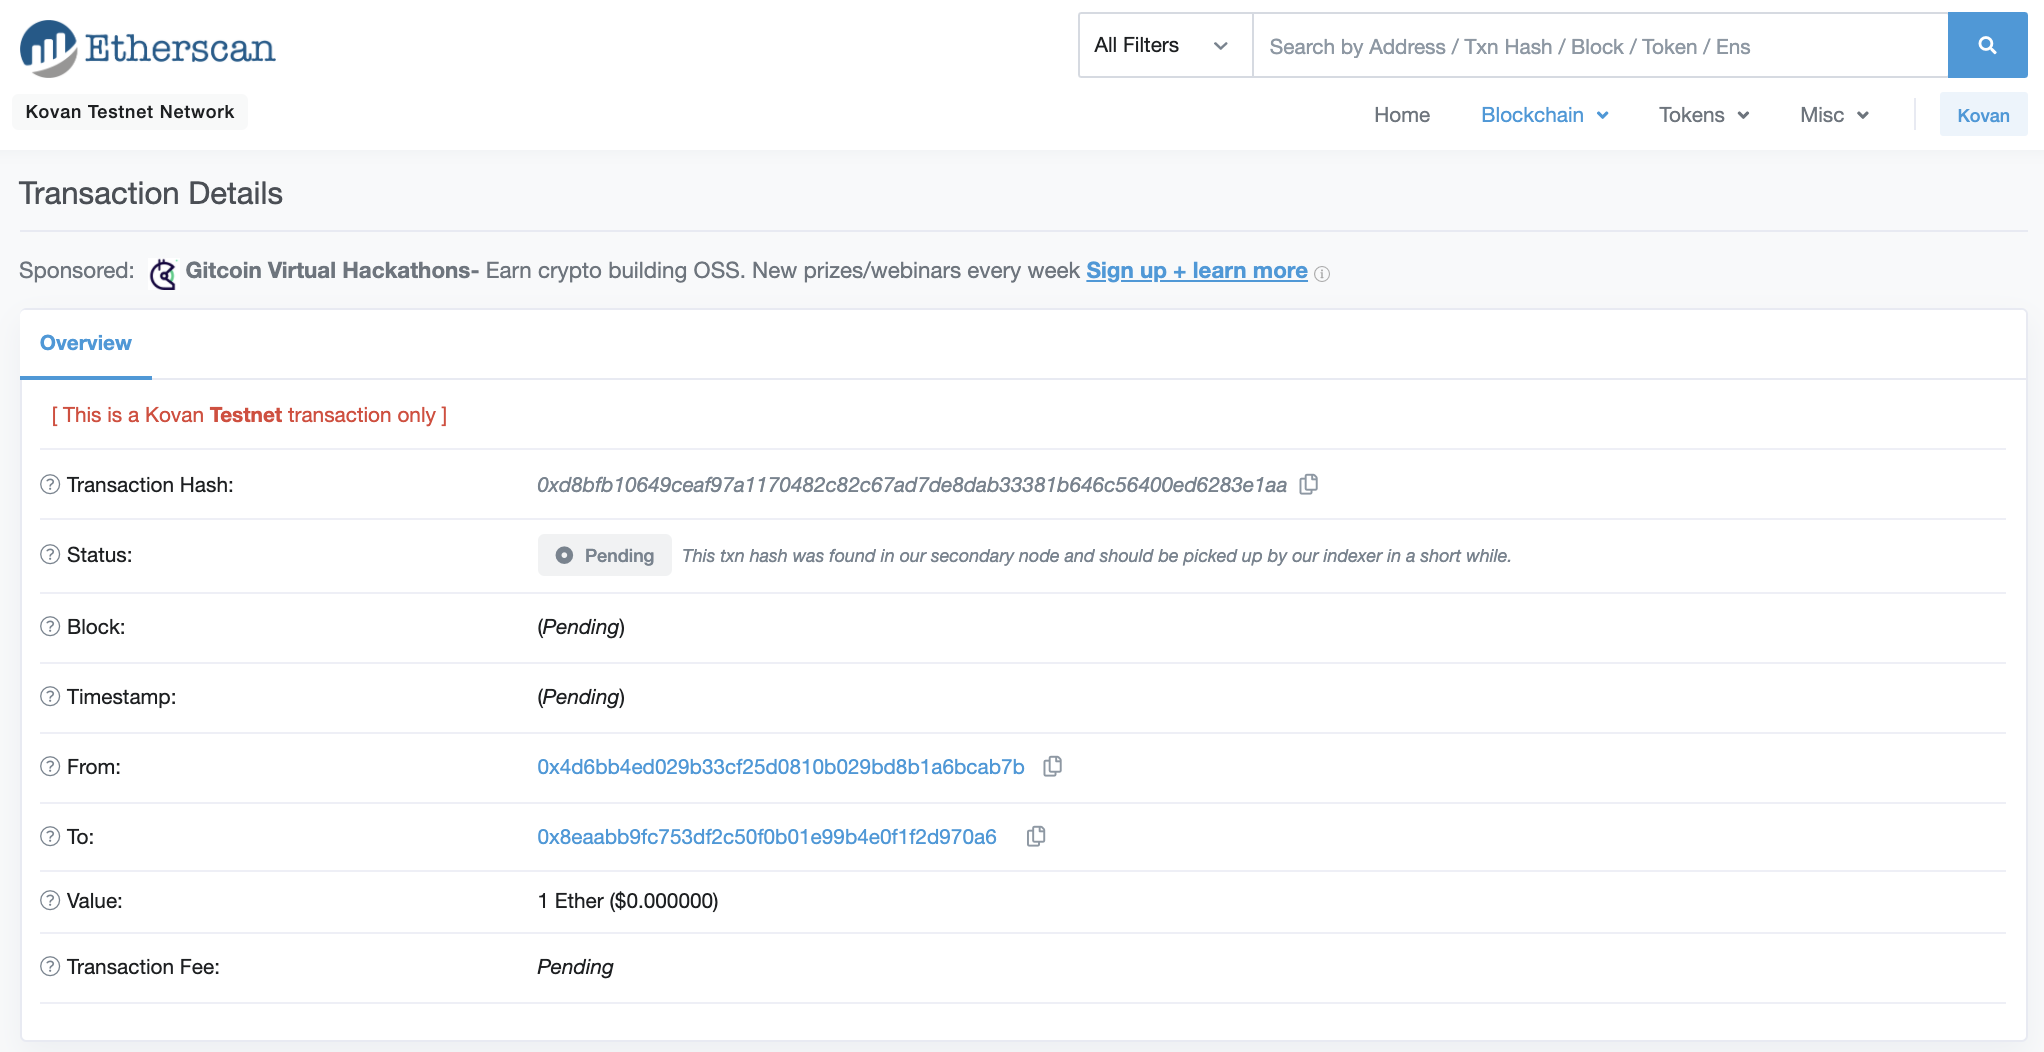 Etherscan
All Filters
Search by Address / Txn Hash / Block / Token / Ens
Kovan Testnet Network
Home Blockchain Tokens Misc Kovan
Transaction Details
Sponsored: Gitcoin Virtual Hackathons- Earn crypto building OSS. New prizes/webinars every week Sign up + learn more
Overview
[ This is a Kovan Testnet transaction only ]
Transaction Hash: 0xd8bfb10649ceaf97a1170482c82c67ad7de8dab33381b646c56400ed6283e1aa
Status: Pending This txn hash was found in our secondary node and should be picked up by our indexer in a short while.
Block: (Pending)
Timestamp: (Pending)
From: 0x4d6bb4ed029b33cf25d0810b029bd8b1a6bcab7b
To: 0x8eaabb9fc753df2c50f0b01e99b4e0f1f2d970a6
Value: 1 Ether ($0.000000)
Transaction Fee: Pending